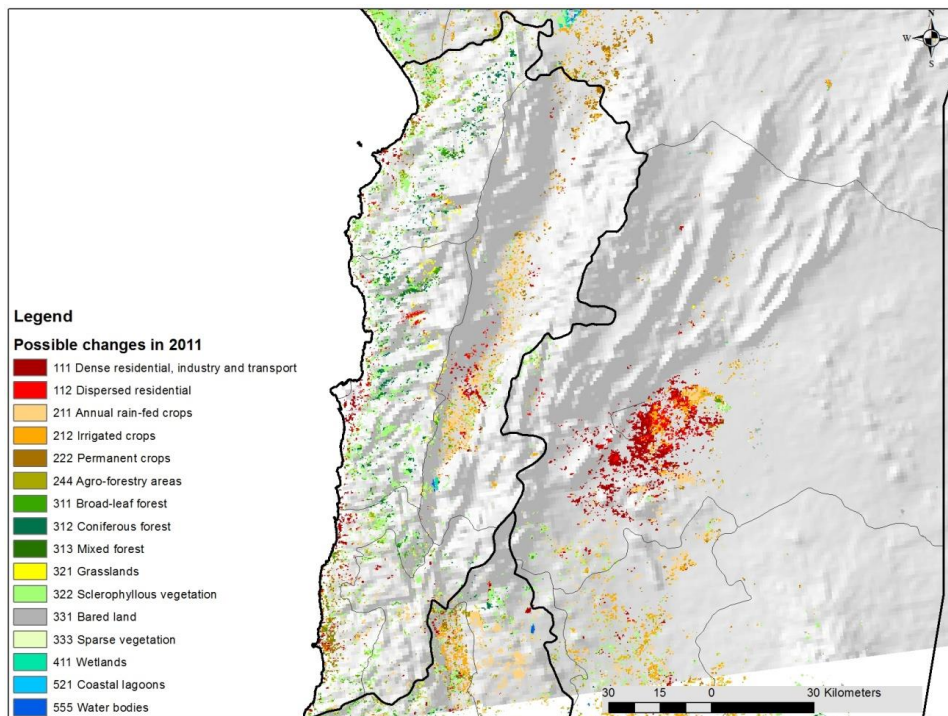 N
W
S
Legend
Possible changes in 2011
111 Dense residential, industry and transport
112 Dispersed residential
211 Annual rain-fed crops
212 Irrigated crops
222 Permanent crops
244 Agro-forestry areas
311 Broad-leaf forest
312 Coniferous forest
313 Mixed forest
321 Grasslands
322 Sclerophyllous vegetation
331 Bared land
333 Sparse vegetation
411 Wetlands
521 Coastal lagoons
555 Water bodies
30 15 0 30 Kilometers